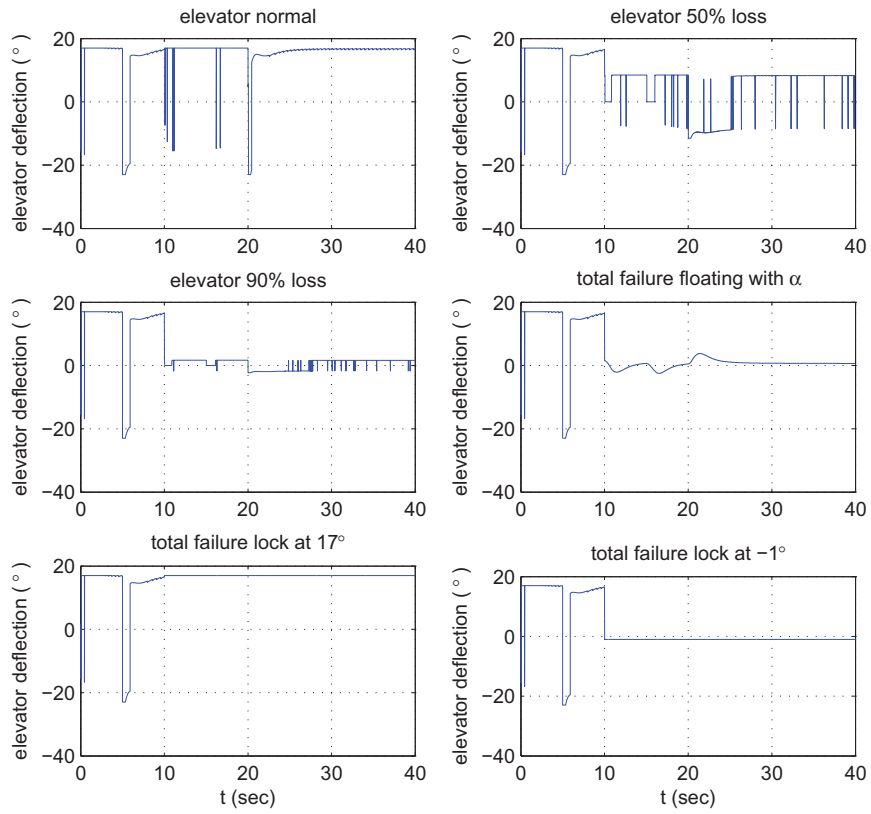 elevator normal
elevator deflection ( ° )
20
0
−20
−40
0 10 20 30 40
elevator 50% loss
elevator deflection ( ° )
20
0
−20
−40
0 10 20 30 40
elevator 90% loss
elevator deflection ( ° )
20
0
−20
−40
0 10 20 30 40
total failure floating with α
elevator deflection ( ° )
20
0
−20
−40
0 10 20 30 40
total failure lock at 17°
elevator deflection ( ° )
20
0
−20
−40
0 10 20 30 40
t (sec)
total failure lock at −1°
elevator deflection ( ° )
20
0
−20
−40
0 10 20 30 40
t (sec)